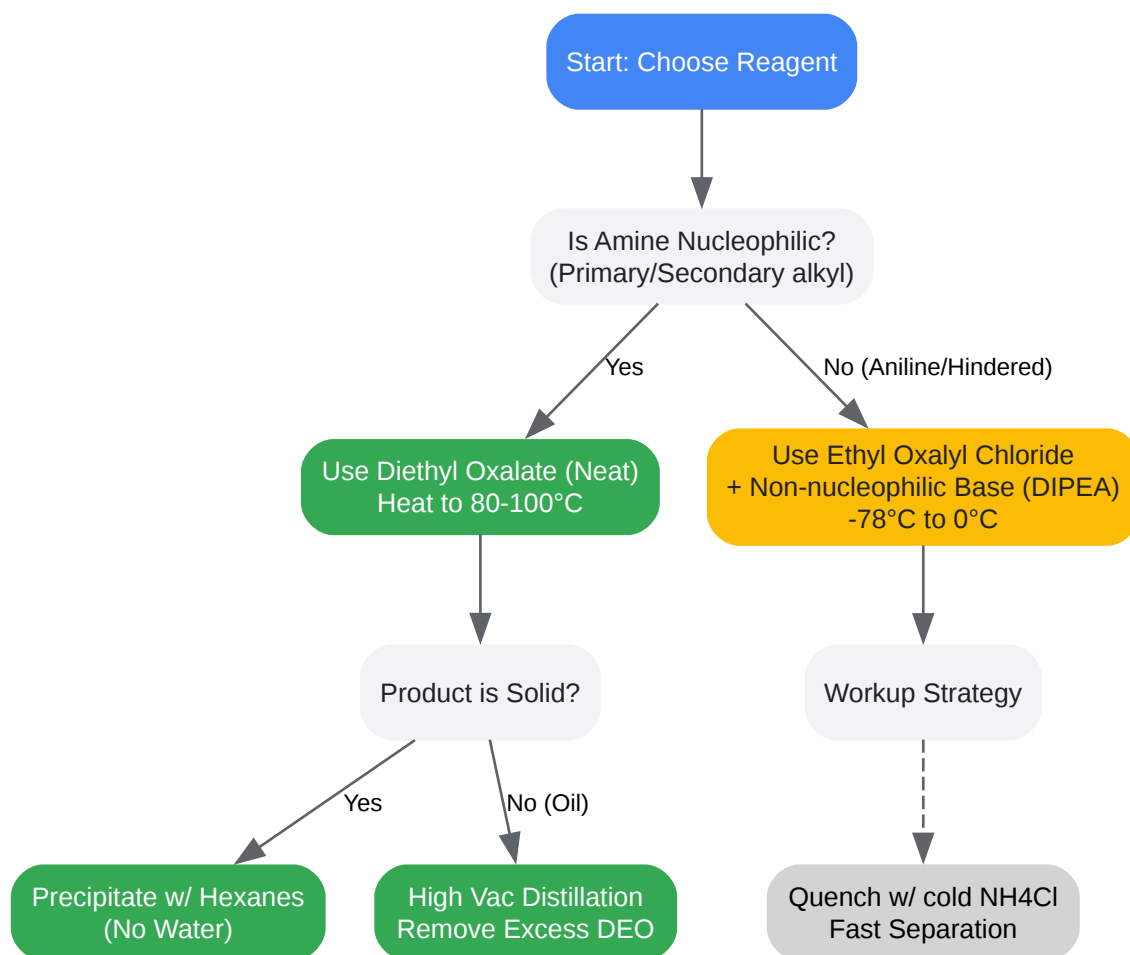 Start: Choose Reagent
Is Amine Nucleophilic?
(Primary/Secondary alkyl)
Yes
No (Aniline/Hindered)
Use Diethyl Oxalate (Neat)
Heat to 80-100°C
Use Ethyl Oxalyl Chloride
+ Non-nucleophilic Base (DIPEA)
-78°C to 0°C
Product is Solid?
Workup Strategy
Yes
No (Oil)
Precipitate w/ Hexanes
(No Water)
High Vac Distillation
Remove Excess DEO
Quench w/ cold NH4Cl
Fast Separation